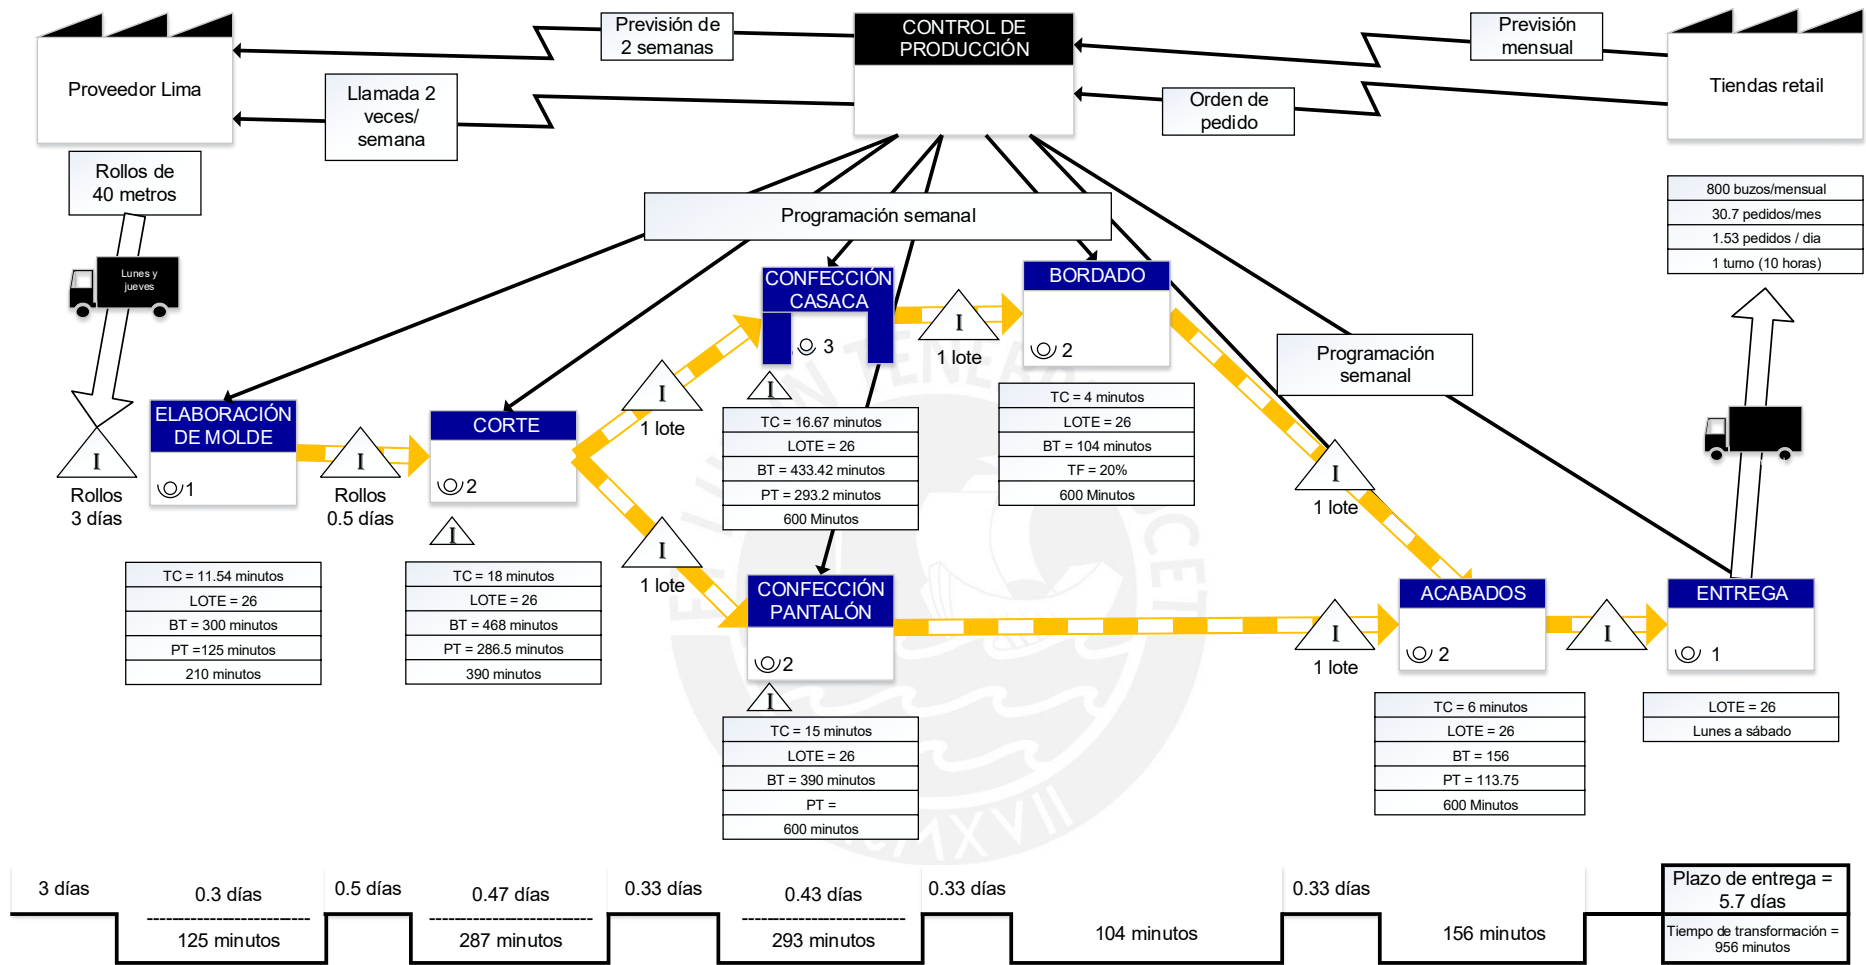 Proveedor Lima
Previsión de
2 semanas
CONTROL DE
PRODUCCIÓN
Previsión
mensual
Tiendas retail
Llamada 2
veces/
semana
Orden de
pedido
Rollos de
40 metros
Lunes y
jueves
Programación semanal
800 buzos/mensual
30.7 pedidos/mes
1.53 pedidos / dia
1 turno (10 horas)
Programación
semanal
I
Rollos
3 días
ELABORACIÓN
DE MOLDE
1
TC = 11.54 minutos
LOTE = 26
BT = 300 minutos
PT =125 minutos
210 minutos
I
Rollos
0.5 días
CORTE
2
I
TC = 18 minutos
LOTE = 26
BT = 468 minutos
PT = 286.5 minutos
390 minutos
I
1 lote
I
1 lote
CONFECCIÓN
CASACA
3
I
TC = 16.67 minutos
LOTE = 26
BT = 433.42 minutos
PT = 293.2 minutos
600 Minutos
I
1 lote
BORDADO
2
TC = 4 minutos
LOTE = 26
BT = 104 minutos
TF = 20%
600 Minutos
I
1 lote
CONFECCIÓN
PANTALÓN
2
I
TC = 15 minutos
LOTE = 26
BT = 390 minutos
PT =
600 minutos
I
1 lote
ACABADOS
2
TC = 6 minutos
LOTE = 26
BT = 156
PT = 113.75
600 Minutos
I
ENTREGA
1
LOTE = 26
Lunes a sábado
3 días
0.3 días
125 minutos
0.5 días
0.47 días
287 minutos
0.33 días
0.43 días
293 minutos
0.33 días
104 minutos
0.33 días
156 minutos
Plazo de entrega =
5.7 días
Tiempo de transformación =
956 minutos